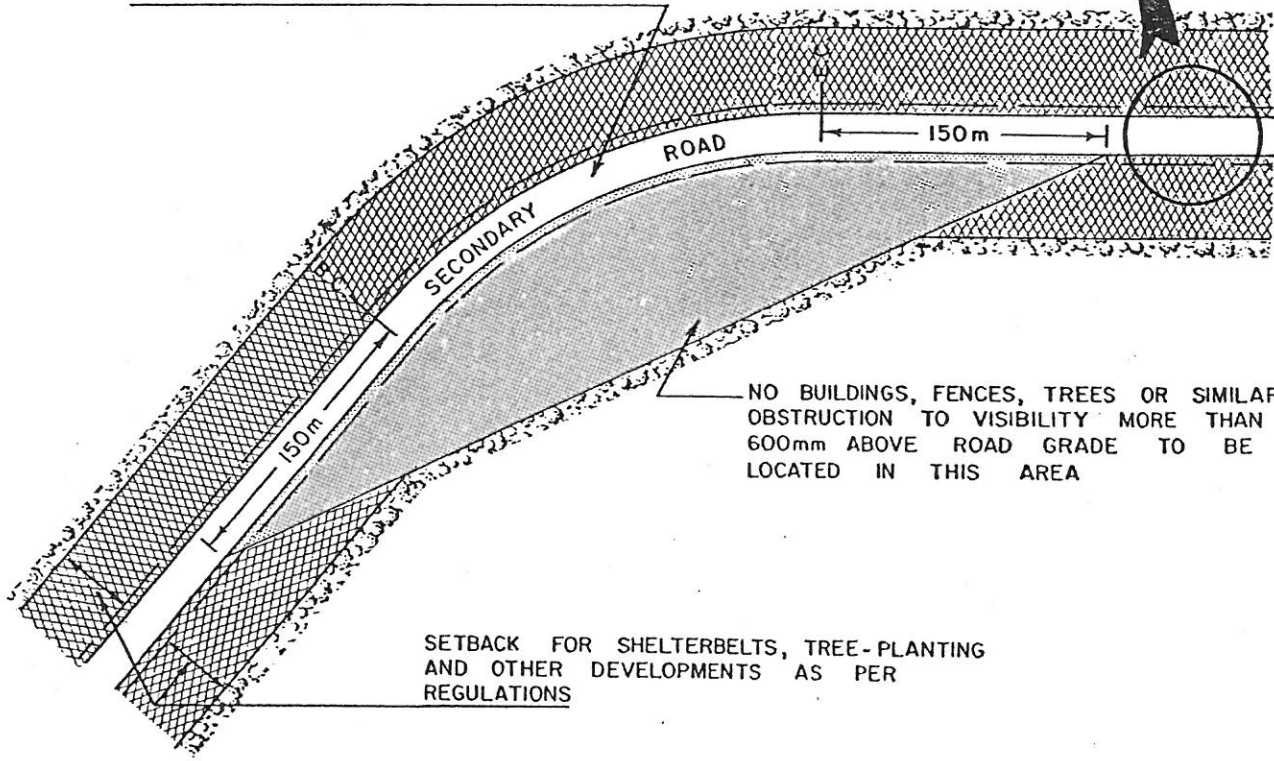 E.C.
150m
ROAD
SECONDARY
150m
NO BUILDINGS, FENCES, TREES OR SIMILAR
OBSTRUCTION TO VISIBILITY MORE THAN
600mm ABOVE ROAD GRADE TO BE
LOCATED IN THIS AREA
SETBACK FOR SHELTERBELTS, TREE-PLANTING
AND OTHER DEVELOPMENTS AS PER
REGULATIONS